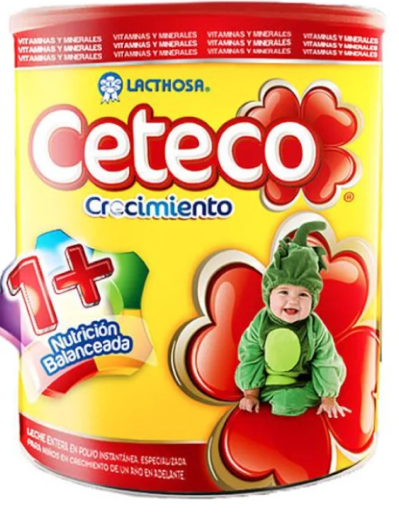 VITAMINAS Y MINERALES VITAMINAS Y MINERALES VITAMINAS Y MINERALES VITAMINAS Y MINERALES
VITAMINAS Y MINERALES VITAMINAS Y MINERALES VITAMINAS Y MINERALES VITAMINAS Y MINERALES
VITAMINAS Y MINERALES VITAMINAS Y MINERALES VITAMINAS Y MINERALES VITAMINAS Y MINERALES
LACTHOSA®
Ceteco®
Crecimiento
1+
Nutrición
Balanceada
LECHE ENTERA EN POLVO INSTANTÁNEA, ESPECIALIZADA
PARA NIÑOS EN CRECIMIENTO DE UN AÑO EN ADELANTE.